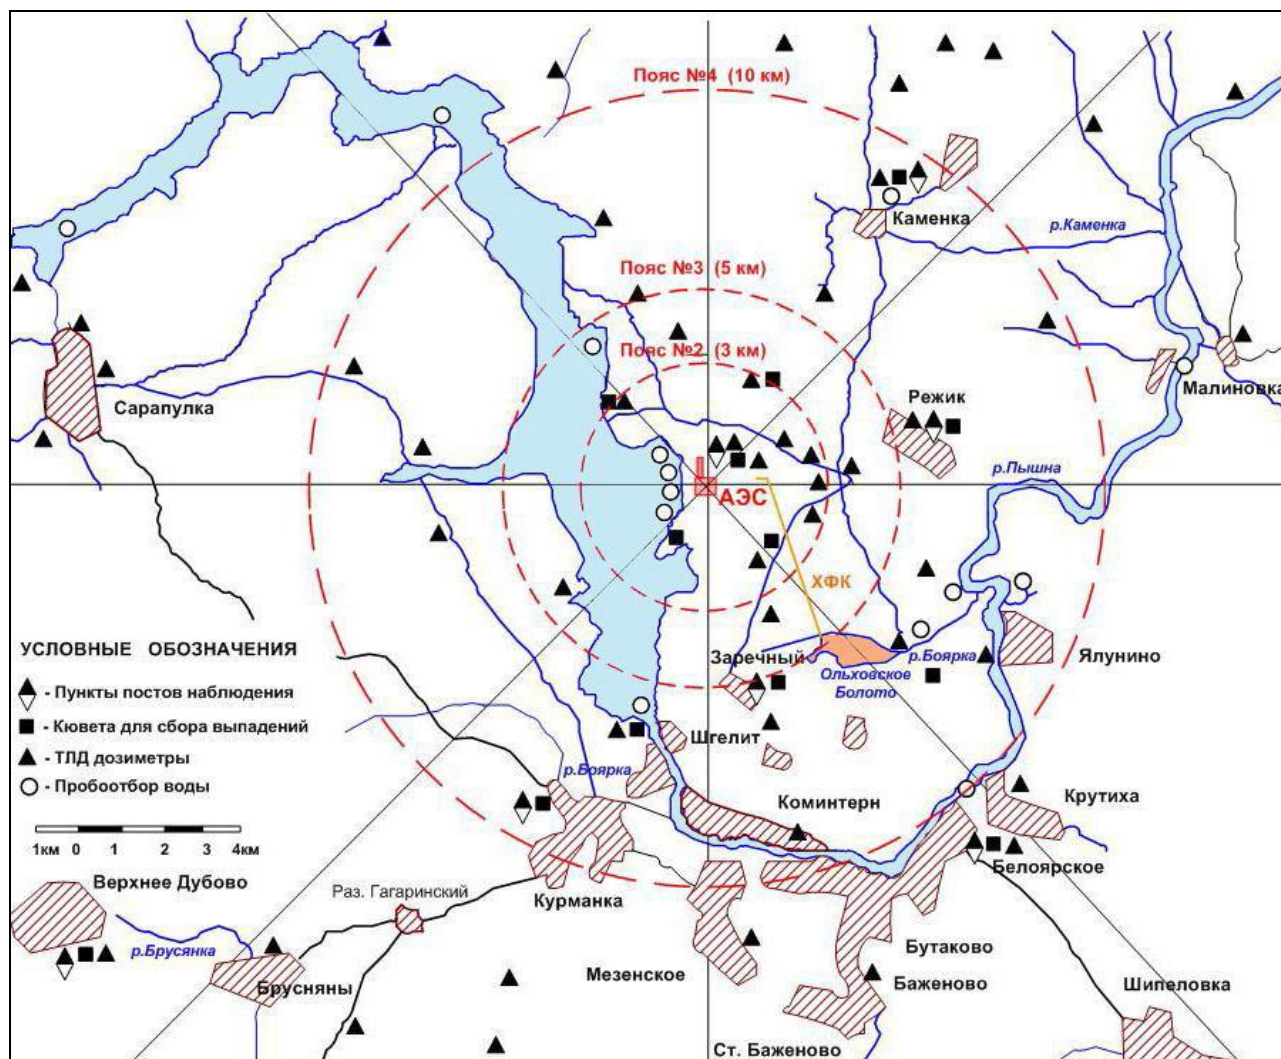 Пояс №4 (10 км)
Каменка
р.Каменка
Пояс №3 (5 км)
Пояс №2 (3 км)
Малиновка
Режик
Сарапулка
р.Пышна
АЭС
ХФК
УСЛОВНЫЕ ОБОЗНАЧЕНИЯ
- Пункты постов наблюдения
- Кювета для сбора выпадений
- ТЛД дозиметры
- Пробоотбор воды
1км 0 1 2 3 4км
Заречный
р.Боярка
Ялунино
Ольховское
Болото
Шгелит
р.Боярка
Коминтерн
Крутиха
Белоярское
Верхнее Дубово
Раз. Гагаринский
Курманка
р.Брусянка
Брусняны
Мезенское
Бутаково
Баженово
Шипеловка
Ст. Баженово